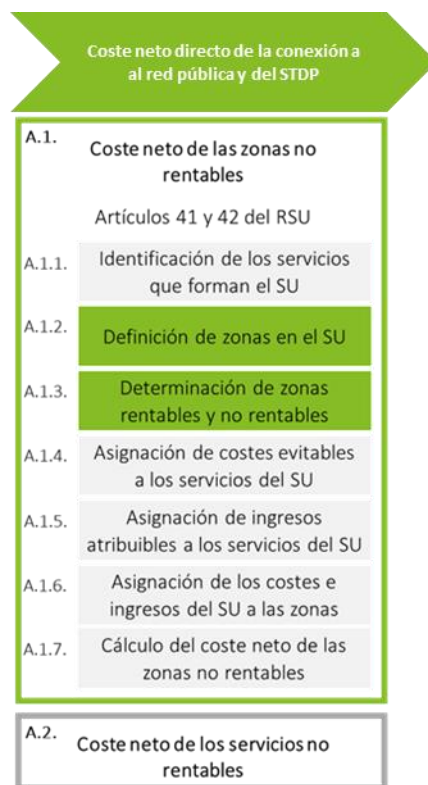 Coste neto directo de la conexión a
al red pública y del STDP
A.1.
Coste neto de las zonas no
rentables
Artículos 41 y 42 del RSU
A.1.1.
Identificación de los servicios
que forman el SU
A.1.2.
Definición de zonas en el SU
A.1.3.
Determinación de zonas
rentables y no rentables
A.1.4.
Asignación de costes evitables
a los servicios del SU
A.1.5.
Asignación de ingresos
atribuibles a los servicios del SU
A.1.6.
Asignación de los costes e
ingresos del SU a las zonas
A.1.7.
Cálculo del coste neto de las
zonas no rentables
A.2.
Coste neto de los servicios no
rentables